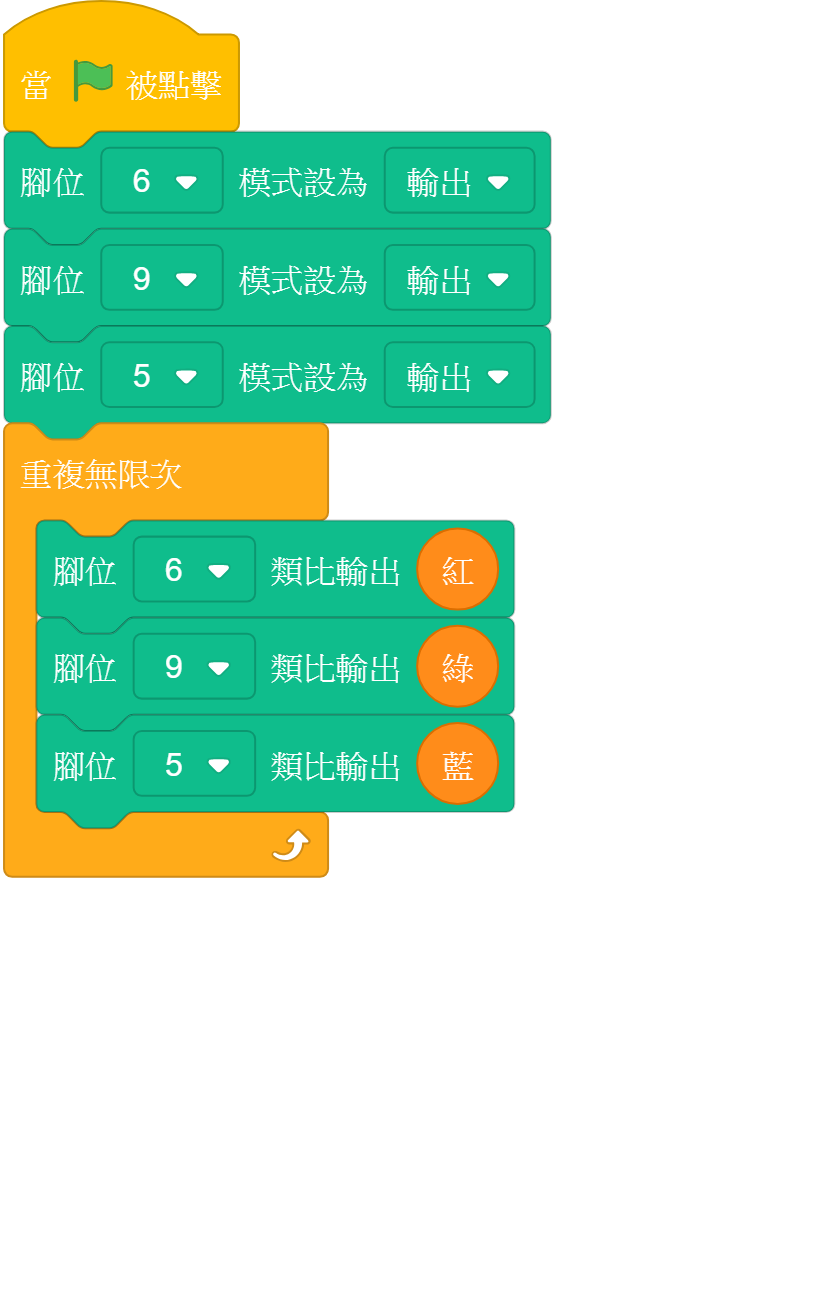 當 被點擊
腳位 6 模式設為 輸出
腳位 9 模式設為 輸出
腳位 5 模式設為 輸出
重複無限次
腳位 6 類比輸出 紅
腳位 9 類比輸出 綠
腳位 5 類比輸出 藍